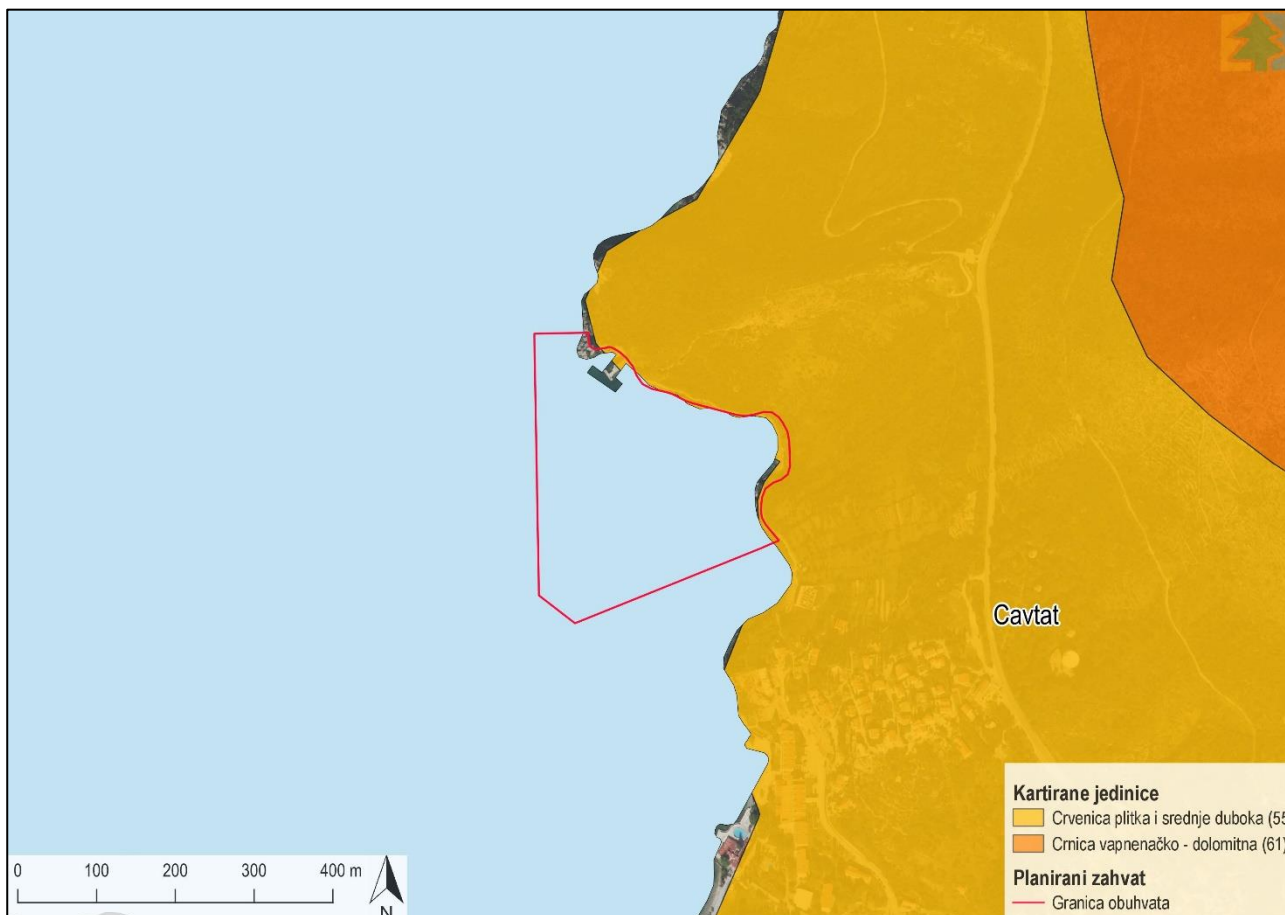 Cavtat
Kartirane jedinice
Crvenica plitka i srednje duboka (55
Crnica vapnenačko - dolomitna (61)
Planirani zahvat
Granica obuhvata
0 100 200 300 400 m
N